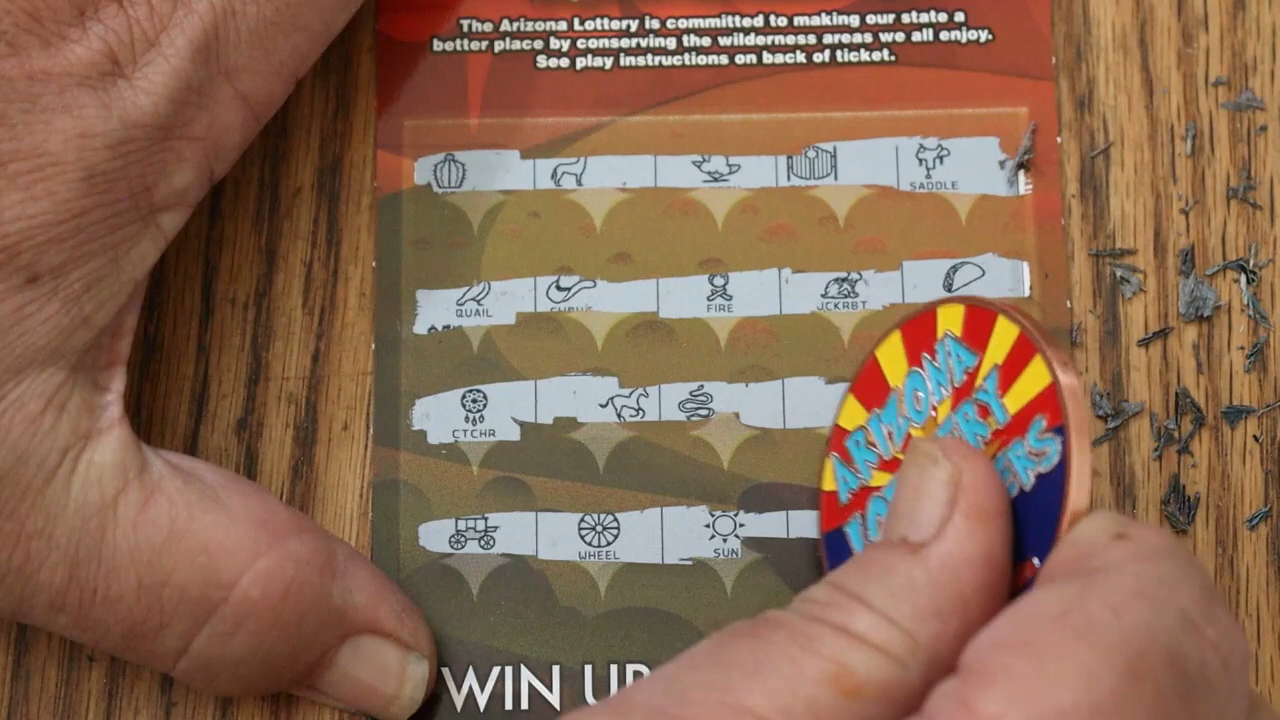 The Arizona Lottery is committed to making our state a
better place by conserving the wilderness areas we all enjoy.
See play instructions on back of ticket.
SADDLE
QUAIL
FIRE
JCKRBT
CTCHR
WHEEL
SUN
ARIZONA
WIN UP